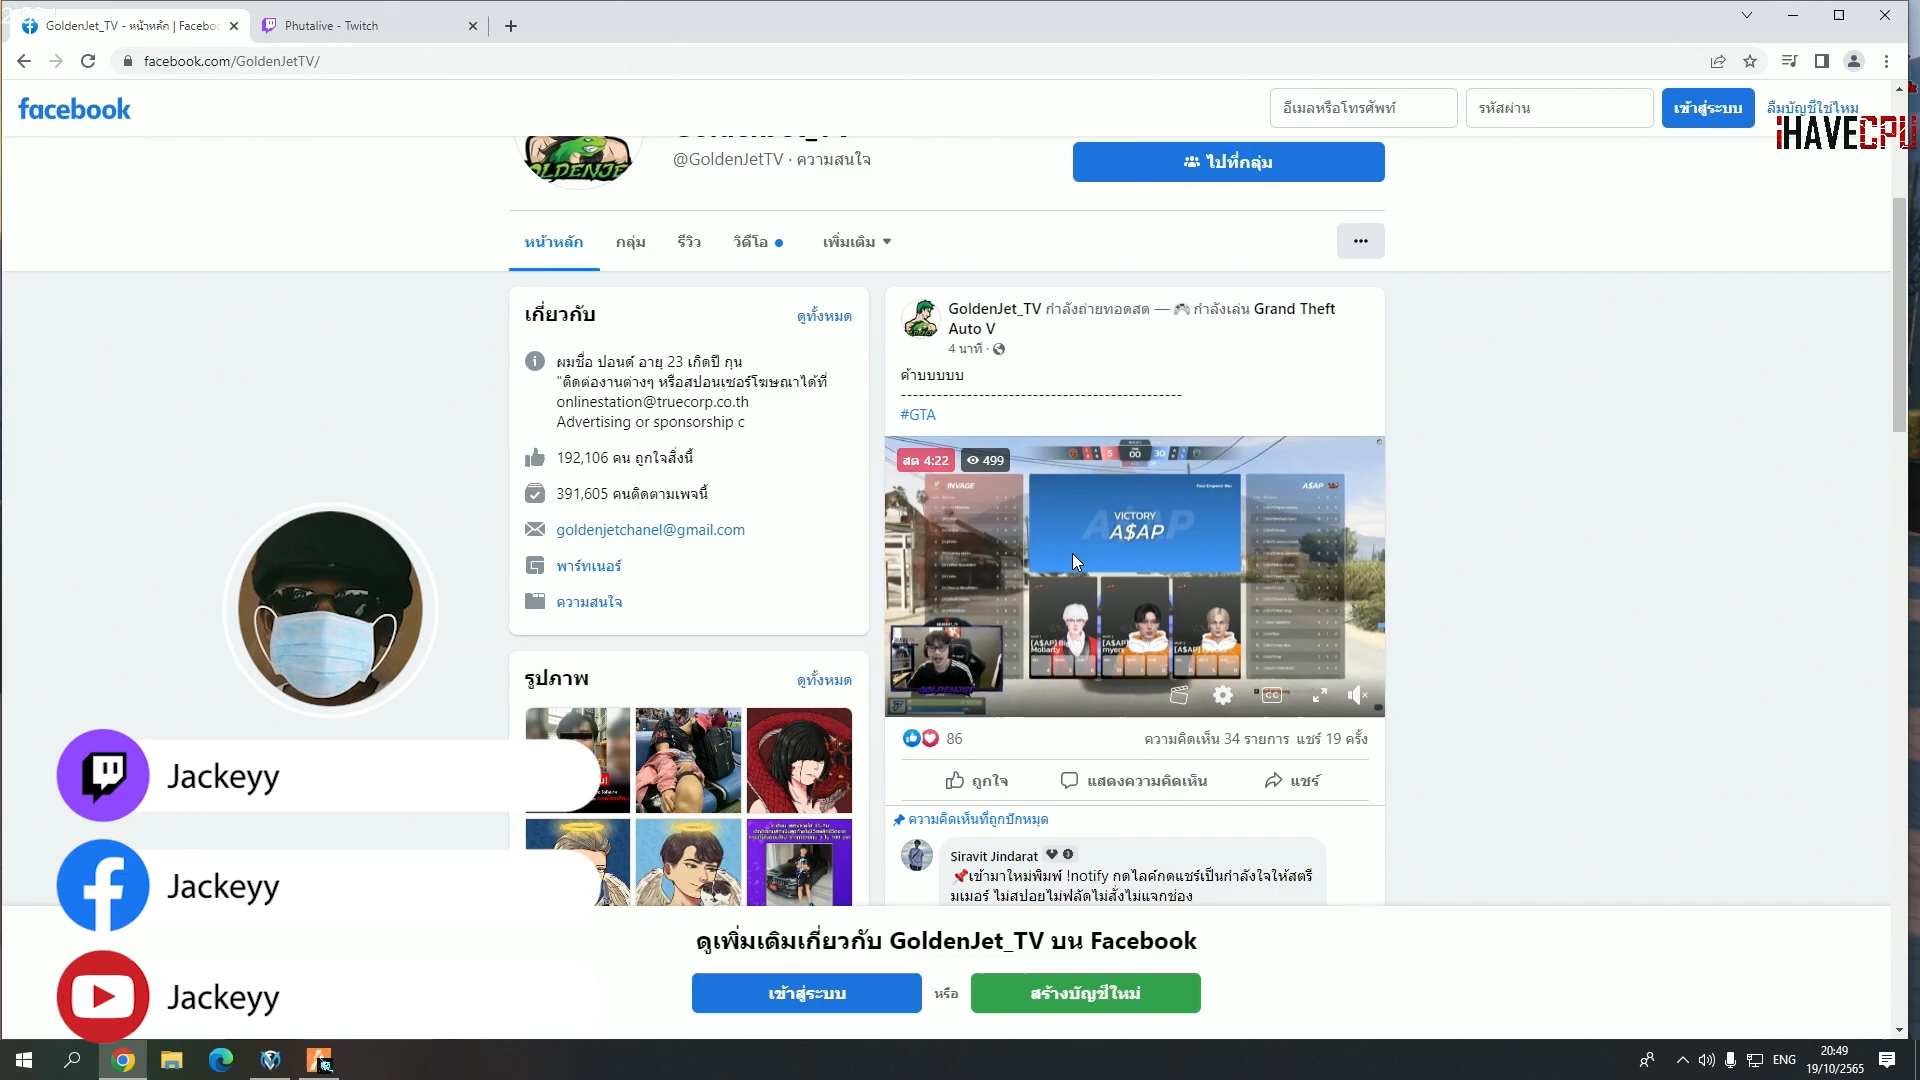 GoldenJet_TV - หน้าหลัก | Faceboo
Phutalive - Twitch
facebook.com/GoldenJetTV/
facebook
อีเมลหรือโทรศัพท์
รหัสผ่าน
เข้าสู่ระบบ
ลืมบัญชีใช่ไหม
iHAVECPU
@GoldenJetTV · ความสนใจ
ไปที่กลุ่ม
หน้าหลัก
กลุ่ม
รีวิว
วิดีโอ
เพิ่มเติม
เกี่ยวกับ
ดูทั้งหมด
ผมชื่อ ปอนด์ อายุ 23 เกิดปี กุน
"ติดต่องานต่างๆ หรือสปอนเซอร์โฆษณาได้ที่
onlinestation@truecorp.co.th
Advertising or sponsorship c
192,106 คน ถูกใจสิ่งนี้
391,605 คนติดตามเพจนี้
goldenjetchanel@gmail.com
พาร์ทเนอร์
ความสนใจ
รูปภาพ
ดูทั้งหมด
GoldenJet_TV กำลังถ่ายทอดสด — 🎮 กำลังเล่น Grand Theft
Auto V
4 นาที ·
ค้าบบบบบ
-----------------------------------------------
#GTA
สด 4:22
499
5 00 30
INVAGE
A$AP
VICTORY
A$AP
CC
86
ความคิดเห็น 34 รายการ แชร์ 19 ครั้ง
ถูกใจ
แสดงความคิดเห็น
แชร์
ความคิดเห็นที่ถูกปักหมุด
Siravit Jindarat
📌เข้ามาใหม่พิมพ์ !notify กดไลค์กดแชร์เป็นกำลังใจให้สตรี
มเมอร์ ไม่สปอยไม่ฟลัดไม่สั่งไม่แจกช่อง
Jackeyy
Jackeyy
Jackeyy
ดูเพิ่มเติมเกี่ยวกับ GoldenJet_TV บน Facebook
เข้าสู่ระบบ
หรือ
สร้างบัญชีใหม่
ENG
20:49
19/10/2565